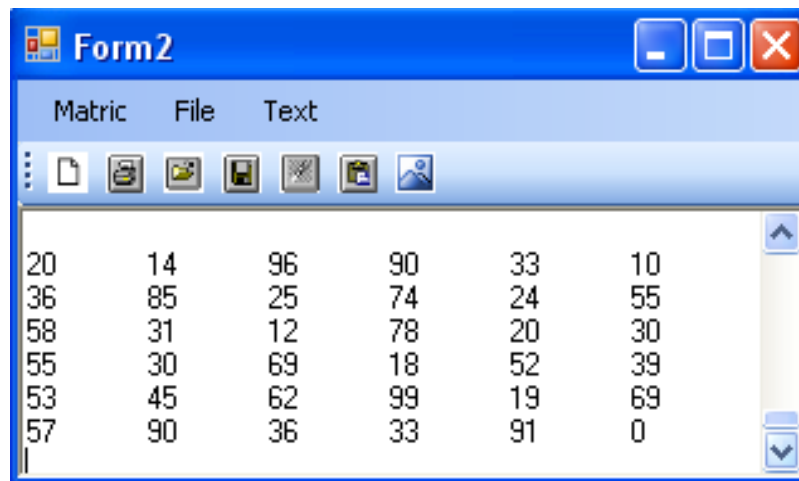 Form2
Matric File Text
20 14 96 90 33 10
36 85 25 74 24 55
58 31 12 78 20 30
55 30 69 18 52 39
53 45 62 99 19 69
57 90 36 33 91 0